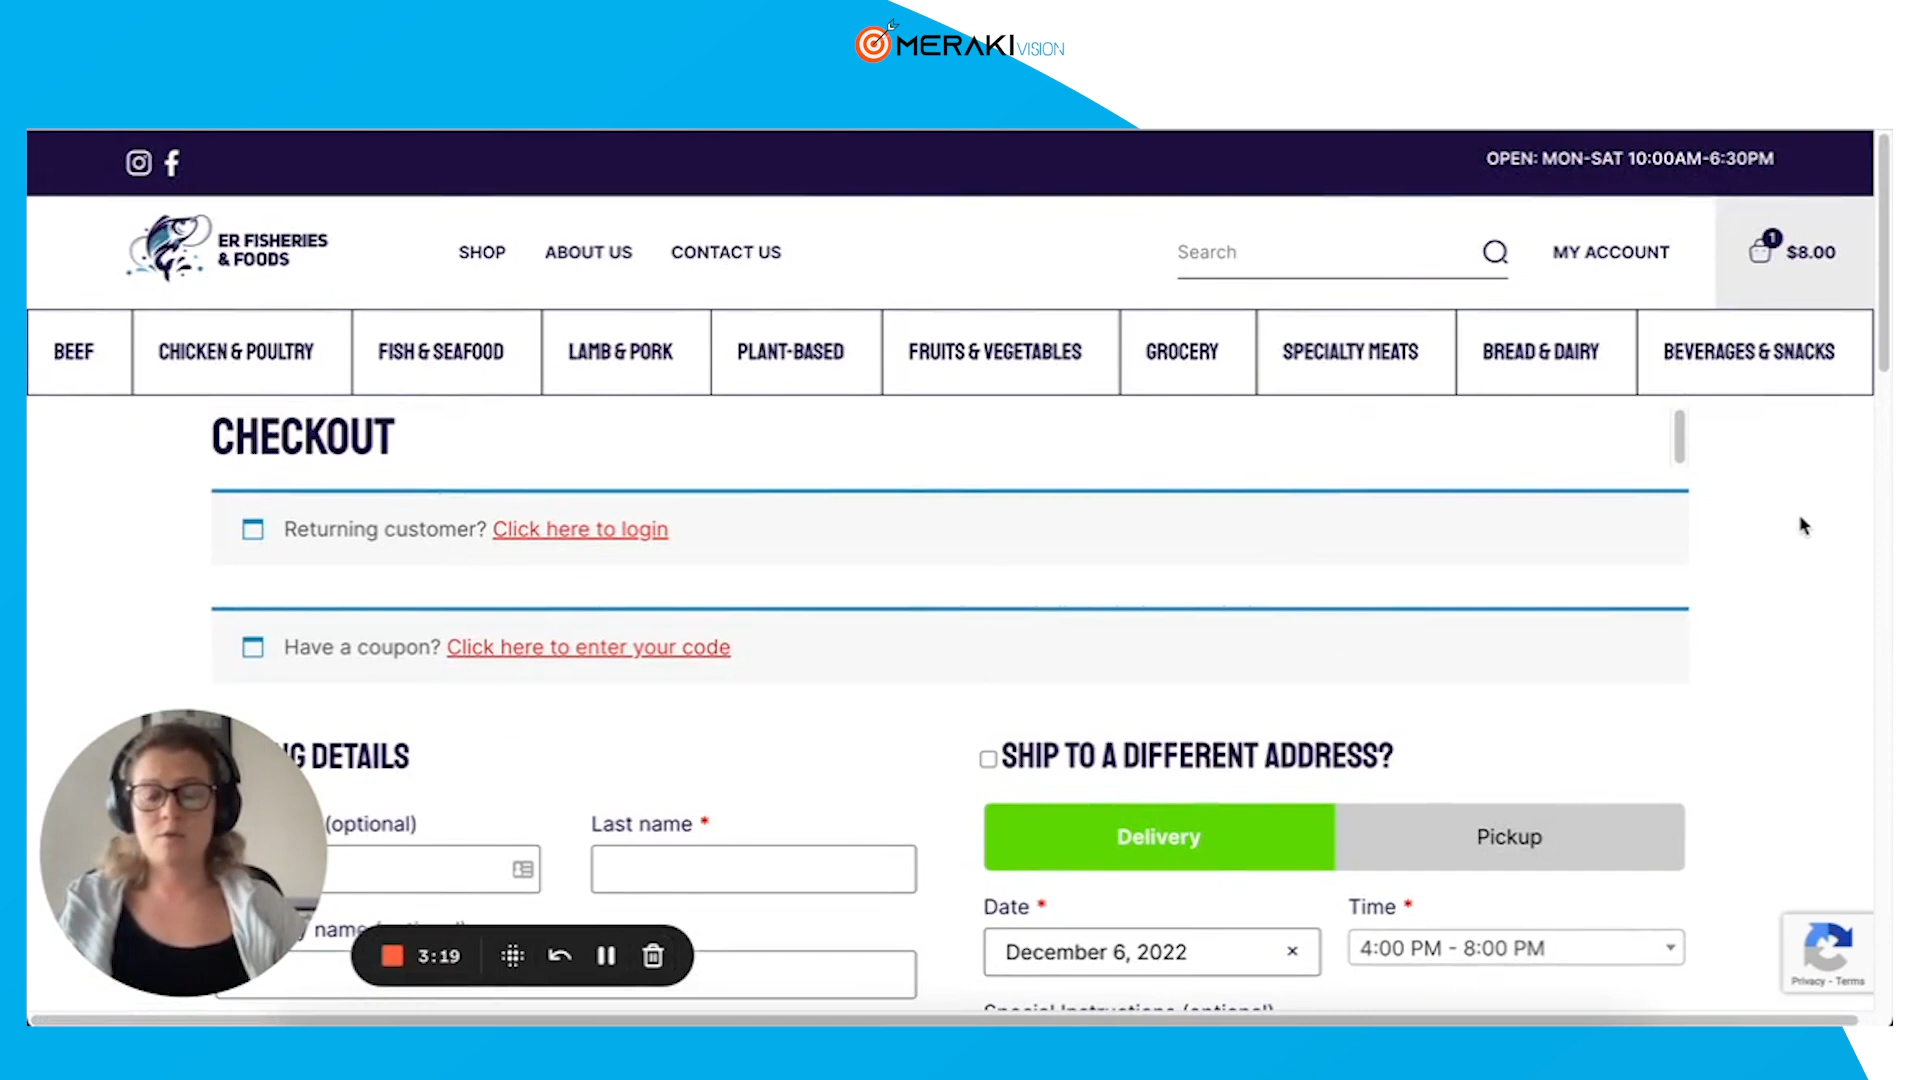 MERAKI VISION
OPEN: MON-SAT 10:00AM-6:30PM
ER FISHERIES
& FOODS
SHOP
ABOUT US
CONTACT US
Search
MY ACCOUNT
1
$8.00
BEEF
CHICKEN & POULTRY
FISH & SEAFOOD
LAMB & PORK
PLANT-BASED
FRUITS & VEGETABLES
GROCERY
SPECIALTY MEATS
BREAD & DAIRY
BEVERAGES & SNACKS
CHECKOUT
Returning customer? Click here to login
Have a coupon? Click here to enter your code
DETAILS
SHIP TO A DIFFERENT ADDRESS?
(optional)
Last name *
Delivery
Pickup
name
Date *
Time *
December 6, 2022 ×
4:00 PM - 8:00 PM
3:19
Privacy - Terms
Special Instructions (optional)